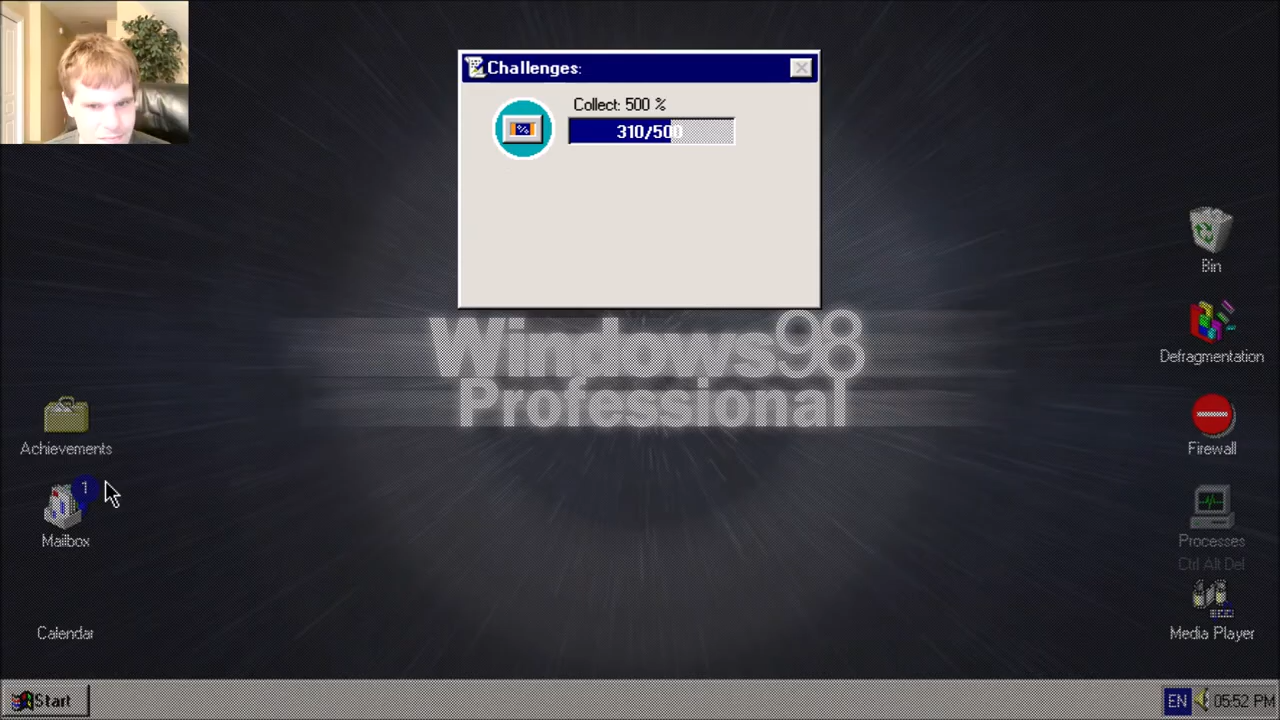 Challenges:
Collect: 500 %
%
310/500
Bin
Windows98
Professional
Defragmentation
Achievements
Firewall
1
Mailbox
Processes
Ctrl Alt Del
Calendar
Media Player
Start
EN
05:52 PM